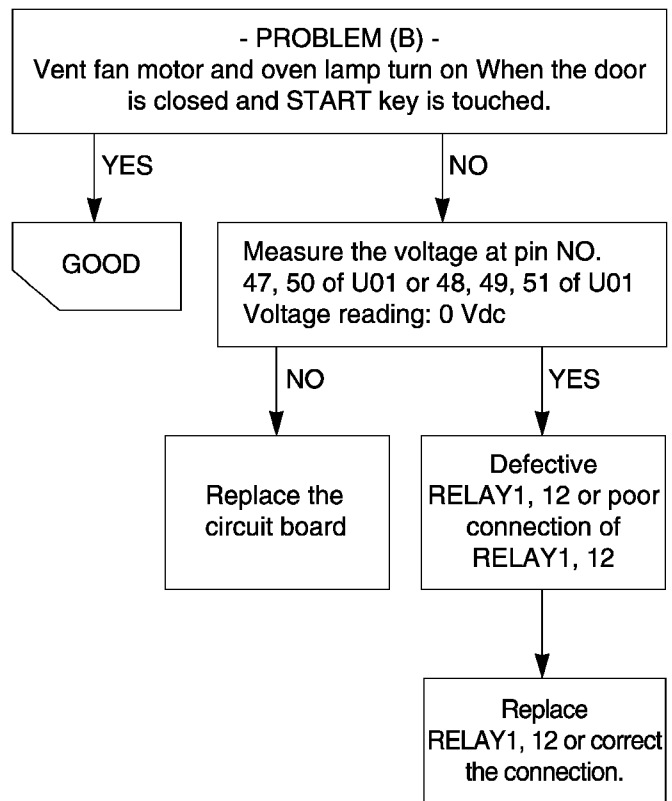 - PROBLEM (B) -
Vent fan motor and oven lamp turn on When the door
is closed and START key is touched.
YES
NO
GOOD
Measure the voltage at pin NO.
47, 50 of U01 or 48, 49, 51 of U01
Voltage reading: 0 Vdc
NO
YES
Replace the
circuit board
Defective
RELAY1, 12 or poor
connection of
RELAY1, 12
Replace
RELAY1, 12 or correct
the connection.